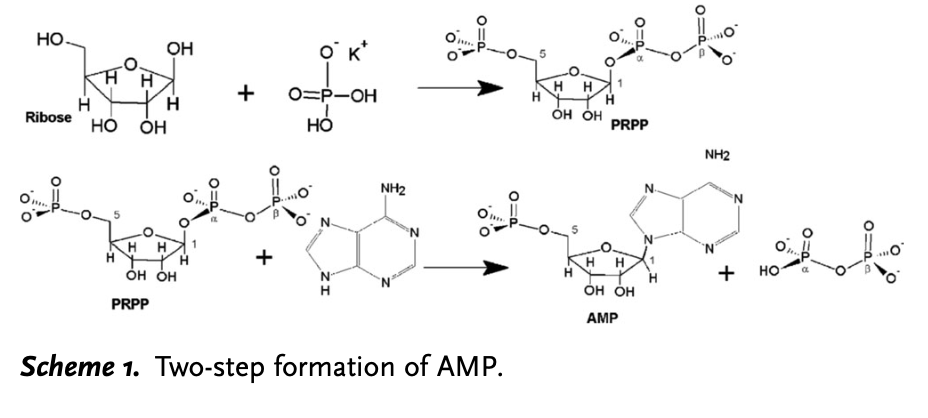 HO OH O⁻ K⁺
O
H H
H H
O=P—OH
HO OH
HO
Ribose
+
O O O
O⁻ P O 5 O P α O P β O⁻
O⁻ O⁻ O⁻
O
H H 1
H H
OH OH
PRPP
O O O
O⁻ P O 5 O P α O P β O⁻
O⁻ O⁻ O⁻
O
H H 1
H H
OH OH
PRPP
+
NH2
N N
N N
H
NH2
N N
N N
O
O⁻ P O 5
O⁻
O
H H 1
H H
OH OH
AMP
+
O O
O⁻ P α O P β O⁻
HO O⁻
Scheme 1. Two-step formation of AMP.